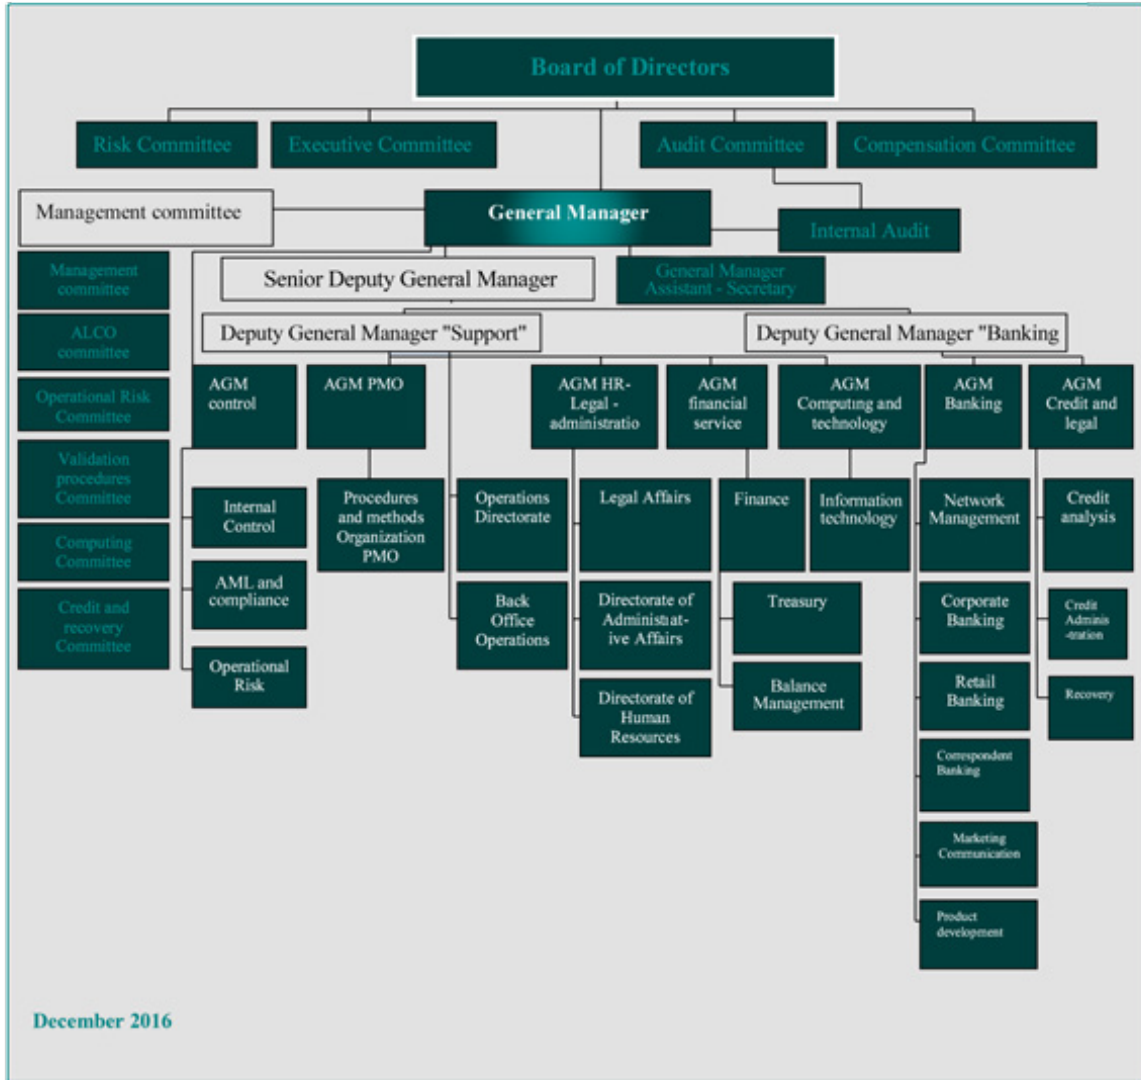 Board of Directors
Risk Committee
Executive Committee
Audit Committee
Compensation Committee
Management committee
General Manager
Internal Audit
Management
committee
Senior Deputy General Manager
General Manager
Assistant - Secretary
ALCO
committee
Deputy General Manager "Support"
Deputy General Manager "Banking
Operational Risk
Committee
AGM
control
AGM PMO
AGM HR-
Legal -
administratio
AGM
financial
service
AGM
Computing and
technology
AGM
Banking
AGM
Credit and
legal
Validation
procedures
Committee
Internal
Control
Procedures
and methods
Organization
PMO
Operations
Directorate
Legal Affairs
Finance
Information
technology
Network
Management
Credit
analysis
Computing
Committee
AML and
compliance
Back
Office
Operations
Directorate of
Administrat-
ive Affairs
Treasury
Corporate
Banking
Credit
Adminis
-tration
Credit and
recovery
Committee
Operational
Risk
Directorate of
Human
Resources
Balance
Management
Retail
Banking
Recovery
Correspondent
Banking
Marketing
Communication
Product
development
December 2016